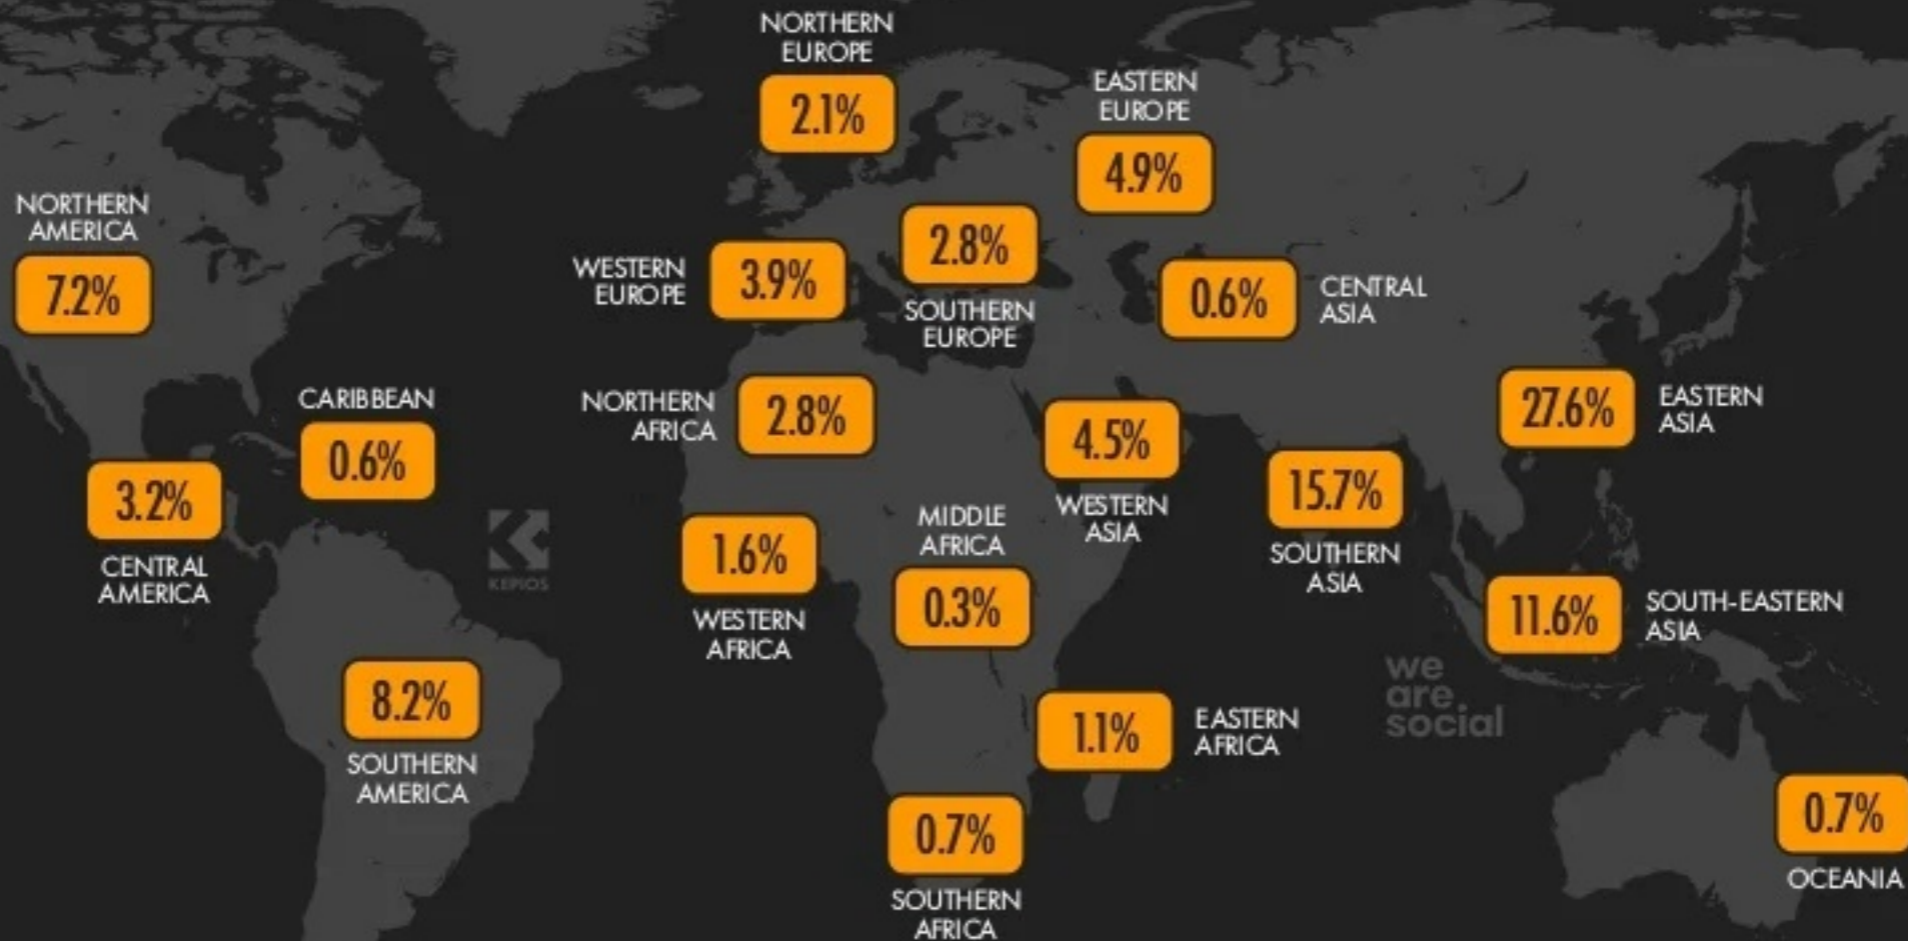 NORTHERN
EUROPE
2.1%
EASTERN
EUROPE
4.9%
NORTHERN
AMERICA
7.2%
WESTERN
EUROPE
3.9%
2.8%
SOUTHERN
EUROPE
0.6%
CENTRAL
ASIA
CARIBBEAN
0.6%
NORTHERN
AFRICA
2.8%
4.5%
WESTERN
ASIA
27.6%
EASTERN
ASIA
3.2%
CENTRAL
AMERICA
KEPIOS
1.6%
WESTERN
AFRICA
MIDDLE
AFRICA
0.3%
15.7%
SOUTHERN
ASIA
11.6%
SOUTH-EASTERN
ASIA
8.2%
SOUTHERN
AMERICA
1.1%
EASTERN
AFRICA
we
are
social
0.7%
SOUTHERN
AFRICA
0.7%
OCEANIA